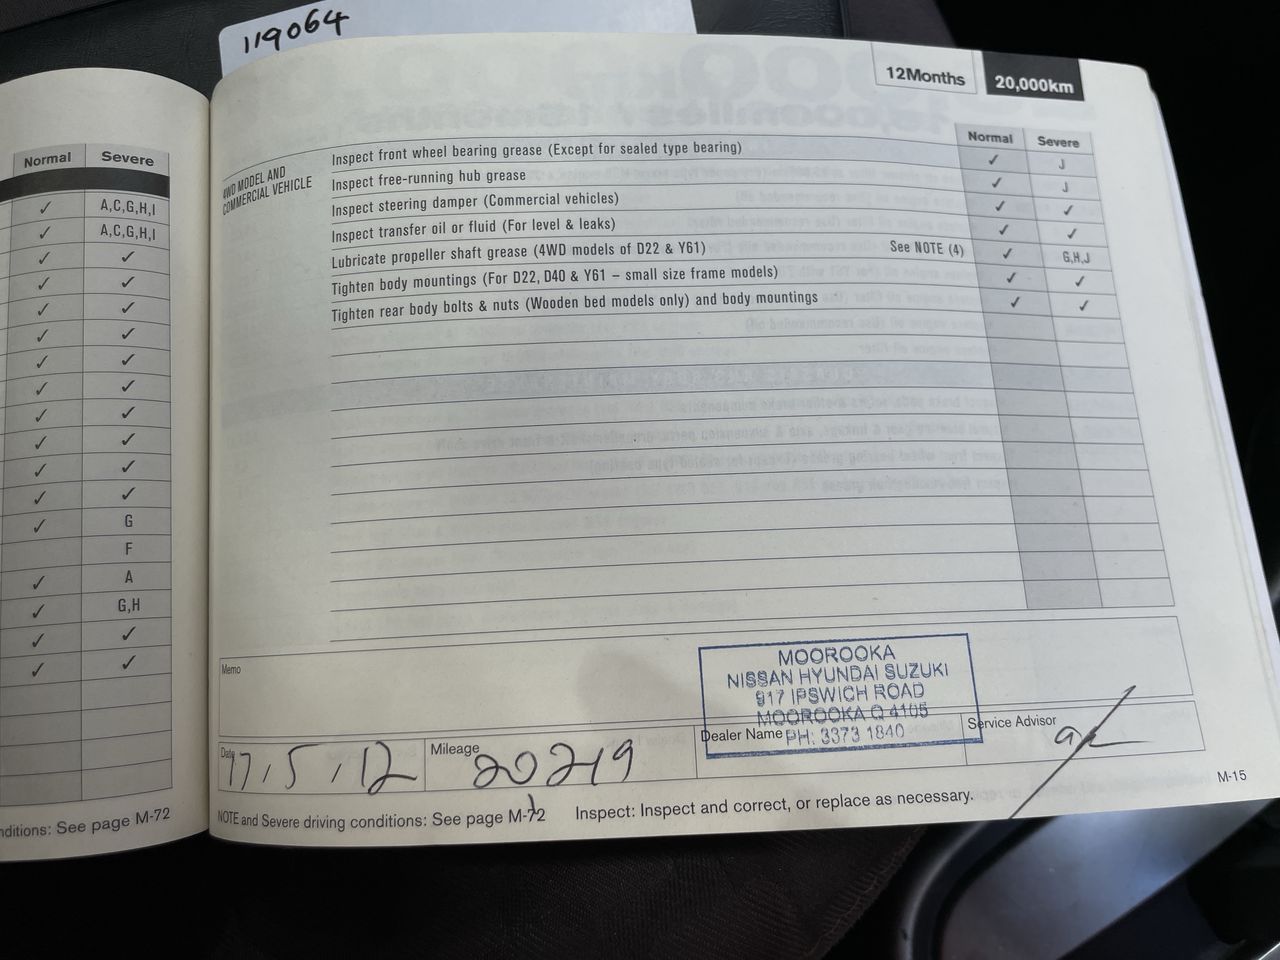 119064
12Months
20,000km
Normal Severe
✓ A,C,G,H,I
✓ A,C,G,H,I
✓ ✓
✓ ✓
✓ ✓
✓ ✓
✓ ✓
✓ ✓
✓ ✓
✓ ✓
✓ ✓
✓ ✓
✓ G
F
✓ A
✓ G,H
✓ ✓
✓ ✓
nditions: See page M-72
Normal Severe
4WD MODEL AND
COMMERCIAL VEHICLE
Inspect front wheel bearing grease (Except for sealed type bearing) ✓ J
Inspect free-running hub grease ✓ J
Inspect steering damper (Commercial vehicles) ✓ ✓
Inspect transfer oil or fluid (For level & leaks) ✓ ✓
Lubricate propeller shaft grease (4WD models of D22 & Y61) See NOTE (4) ✓ G,H,J
Tighten body mountings (For D22, D40 & Y61 – small size frame models) ✓ ✓
Tighten rear body bolts & nuts (Wooden bed models only) and body mountings ✓ ✓
Memo
MOOROOKA
NISSAN HYUNDAI SUZUKI
917 IPSWICH ROAD
MOOROOKA Q 4105
PH: 3373 1840
Date 17/5/12
Mileage 20219
Dealer Name
Service Advisor
NOTE and Severe driving conditions: See page M-72 Inspect: Inspect and correct, or replace as necessary.
M-15